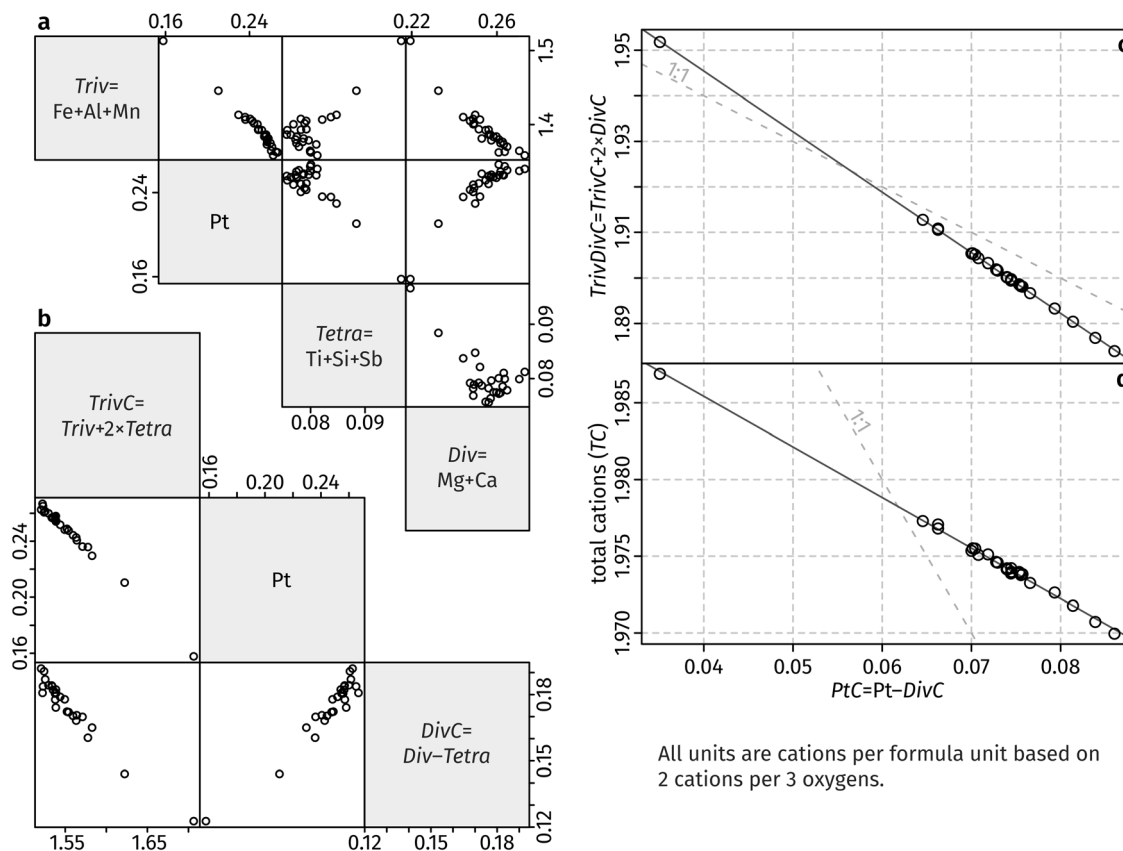 a
0.16
0.24
0.22
0.26
Triv=
Fe+Al+Mn
1.5
1.4
0.24
0.16
Pt
Tetra=
Ti+Si+Sb
0.09
0.08
0.08
0.09
Div=
Mg+Ca
b
TrivC=
Triv+2×Tetra
0.16
0.20
0.24
0.24
0.20
0.16
Pt
DivC=
Div–Tetra
0.18
0.15
0.12
1.55
1.65
0.12
0.15
0.18
1.95
1.93
1.91
1.89
TrivDivC=TrivC+2×DivC
1:1
1.985
1.980
1.975
1.970
total cations (TC)
1:1
0.04
0.05
0.06
0.07
0.08
PtC=Pt–DivC
All units are cations per formula unit based on
2 cations per 3 oxygens.